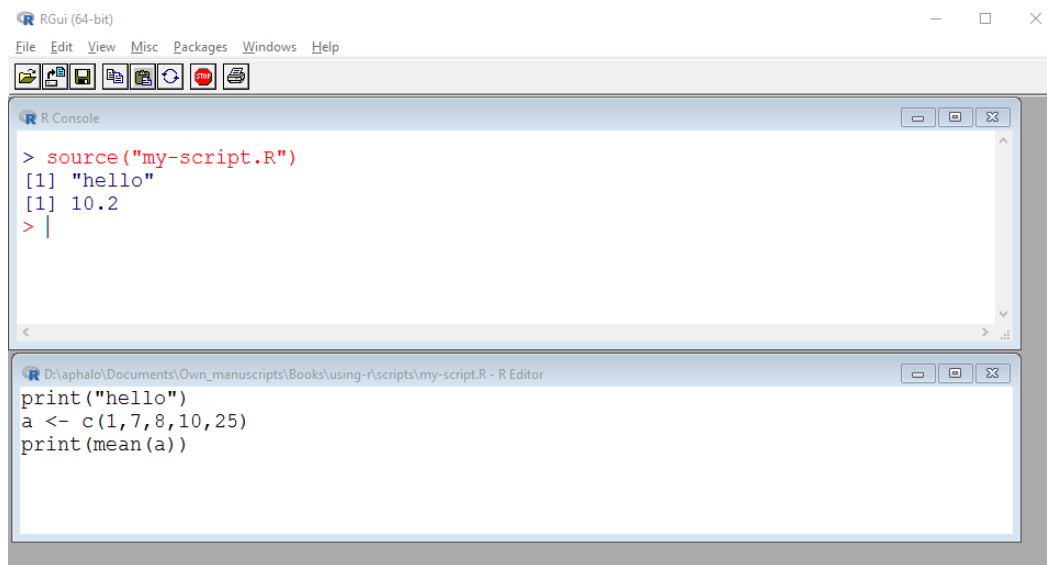 RGui (64-bit)
File Edit View Misc Packages Windows Help
STOP
R Console
> source("my-script.R")
[1] "hello"
[1] 10.2
>
D:\aphalo\Documents\Own_manuscripts\Books\using-r\scripts\my-script.R - R Editor
print("hello")
a <- c(1,7,8,10,25)
print(mean(a))